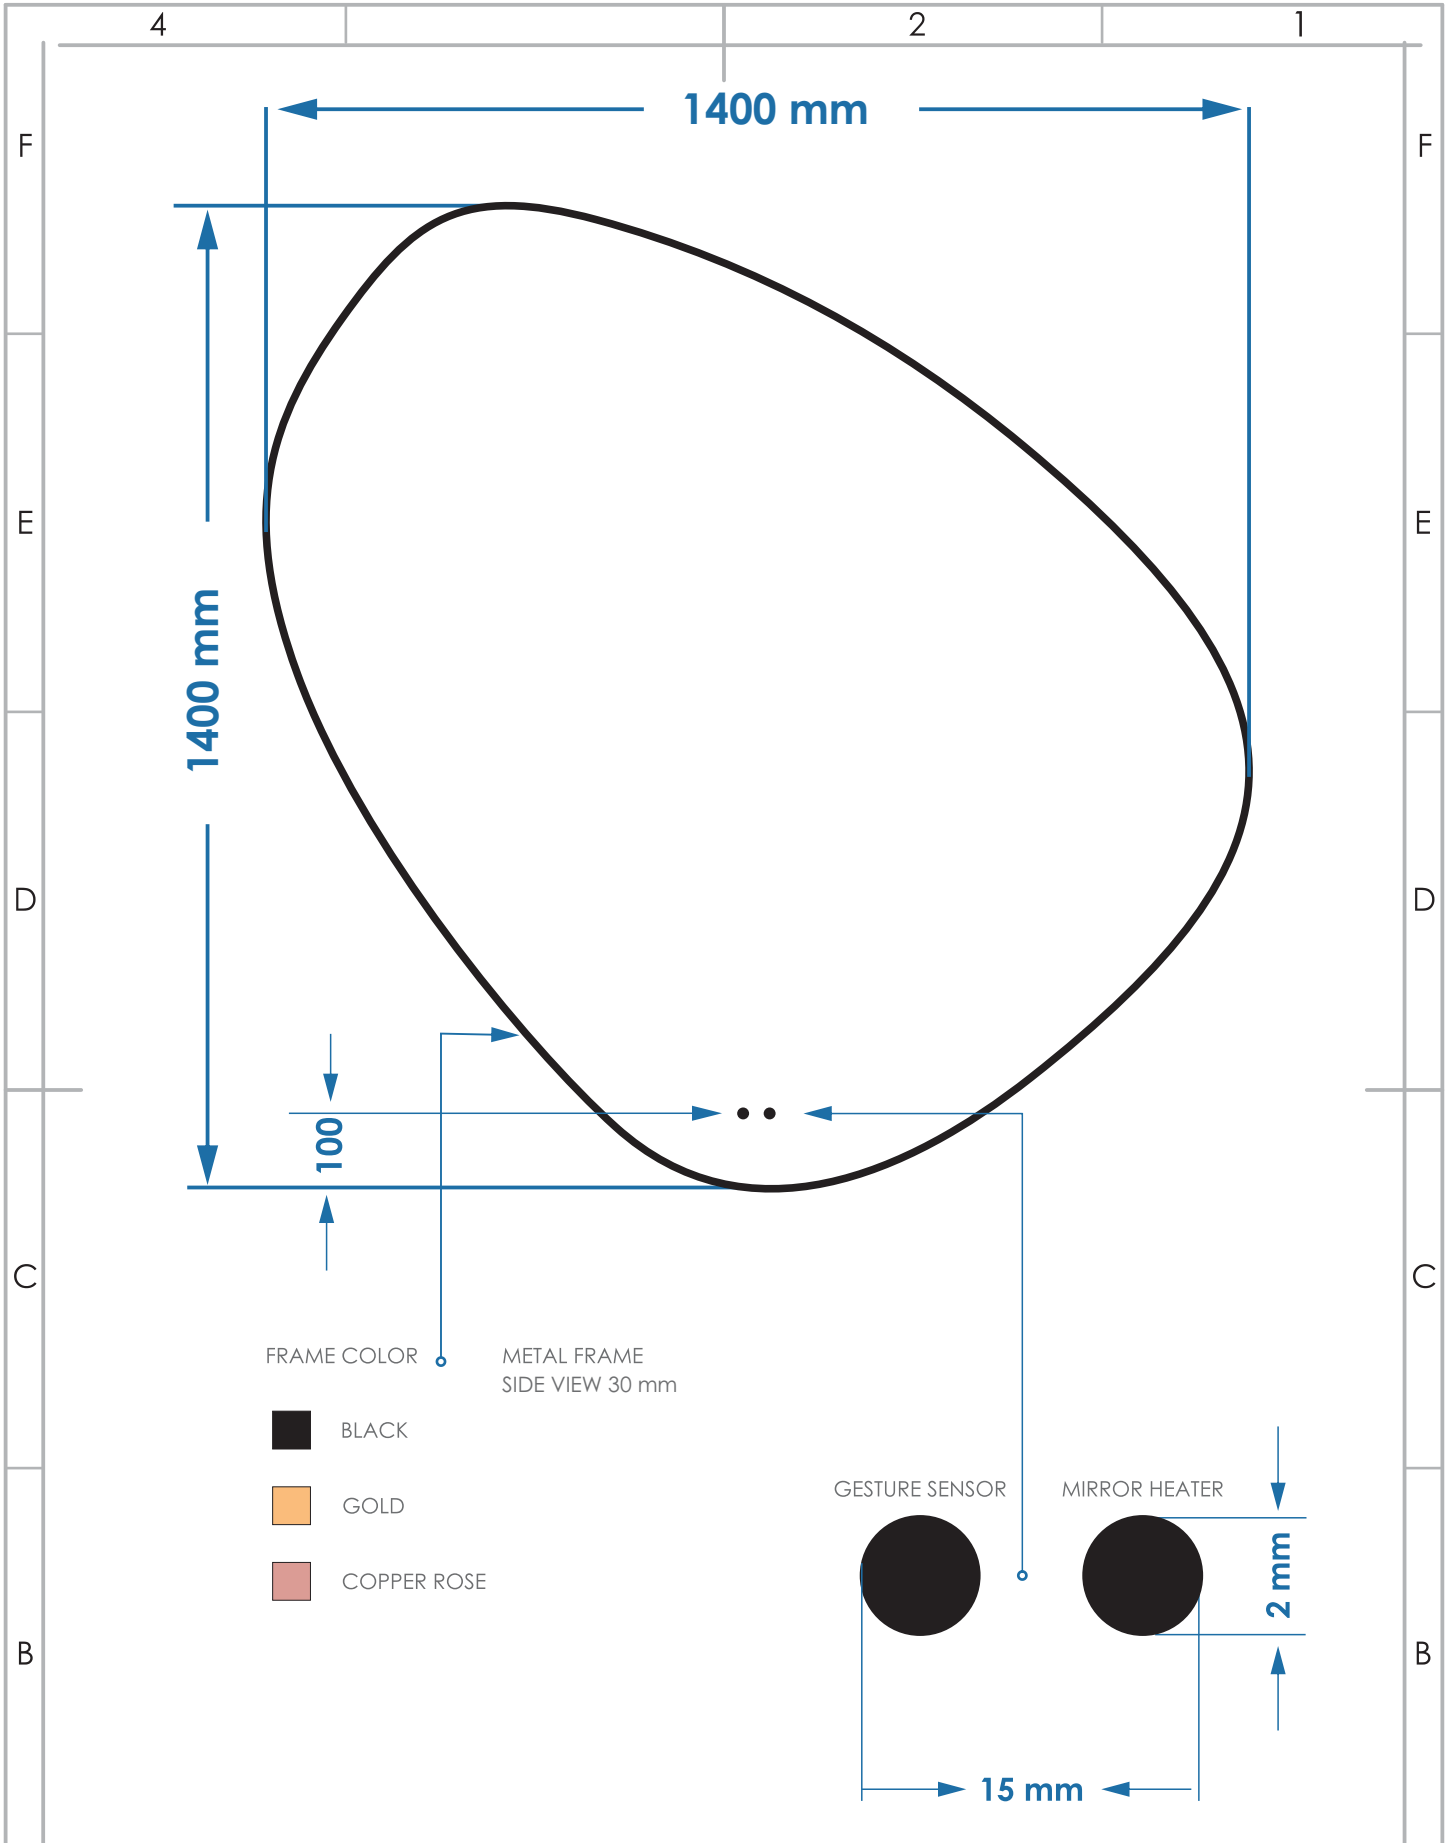 4 2 1
1400 mm
F F
E E
1400 mm
D D
100
C C
FRAME COLOR METAL FRAME
SIDE VIEW 30 mm
BLACK
GESTURE SENSOR MIRROR HEATER
GOLD
2 mm
COPPER ROSE
B B
15 mm